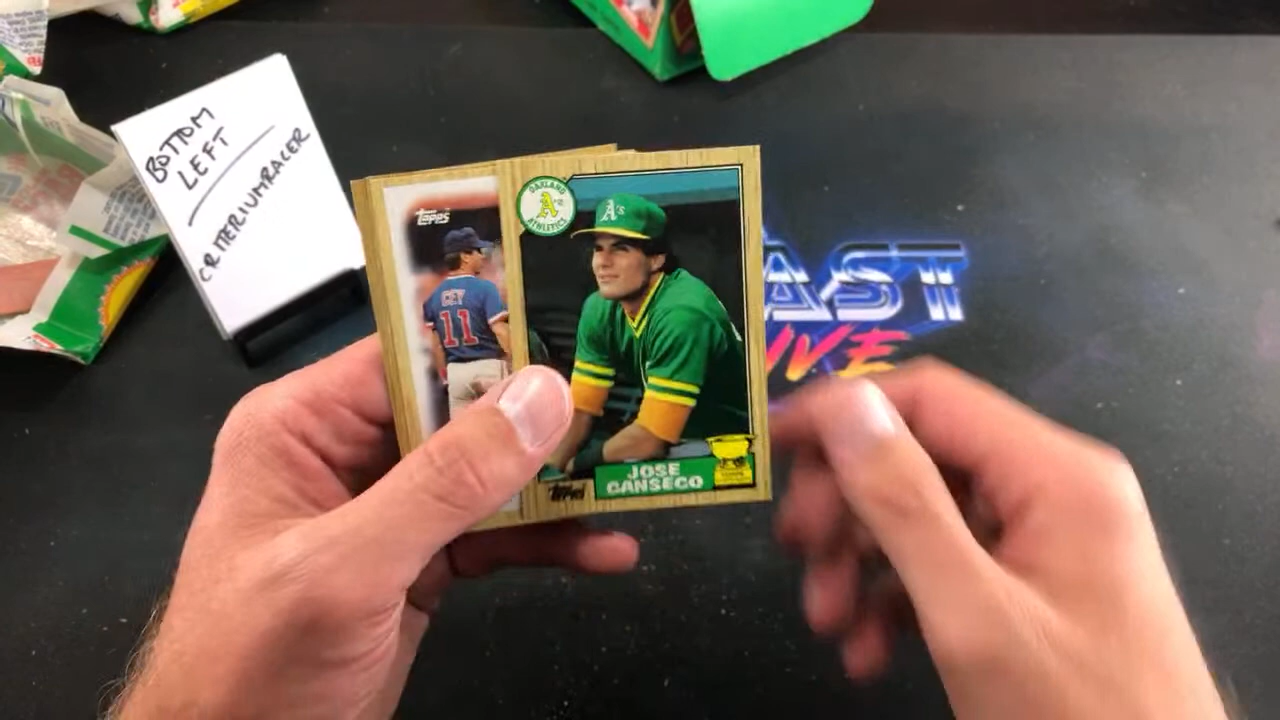 BOTTOM
LEFT
CRITERIUMRACER
TOPPS
CEY
11
OAKLAND
A's
ATHLETICS
A's
JOSE
CANSECO
TOPPS
AST
IVE